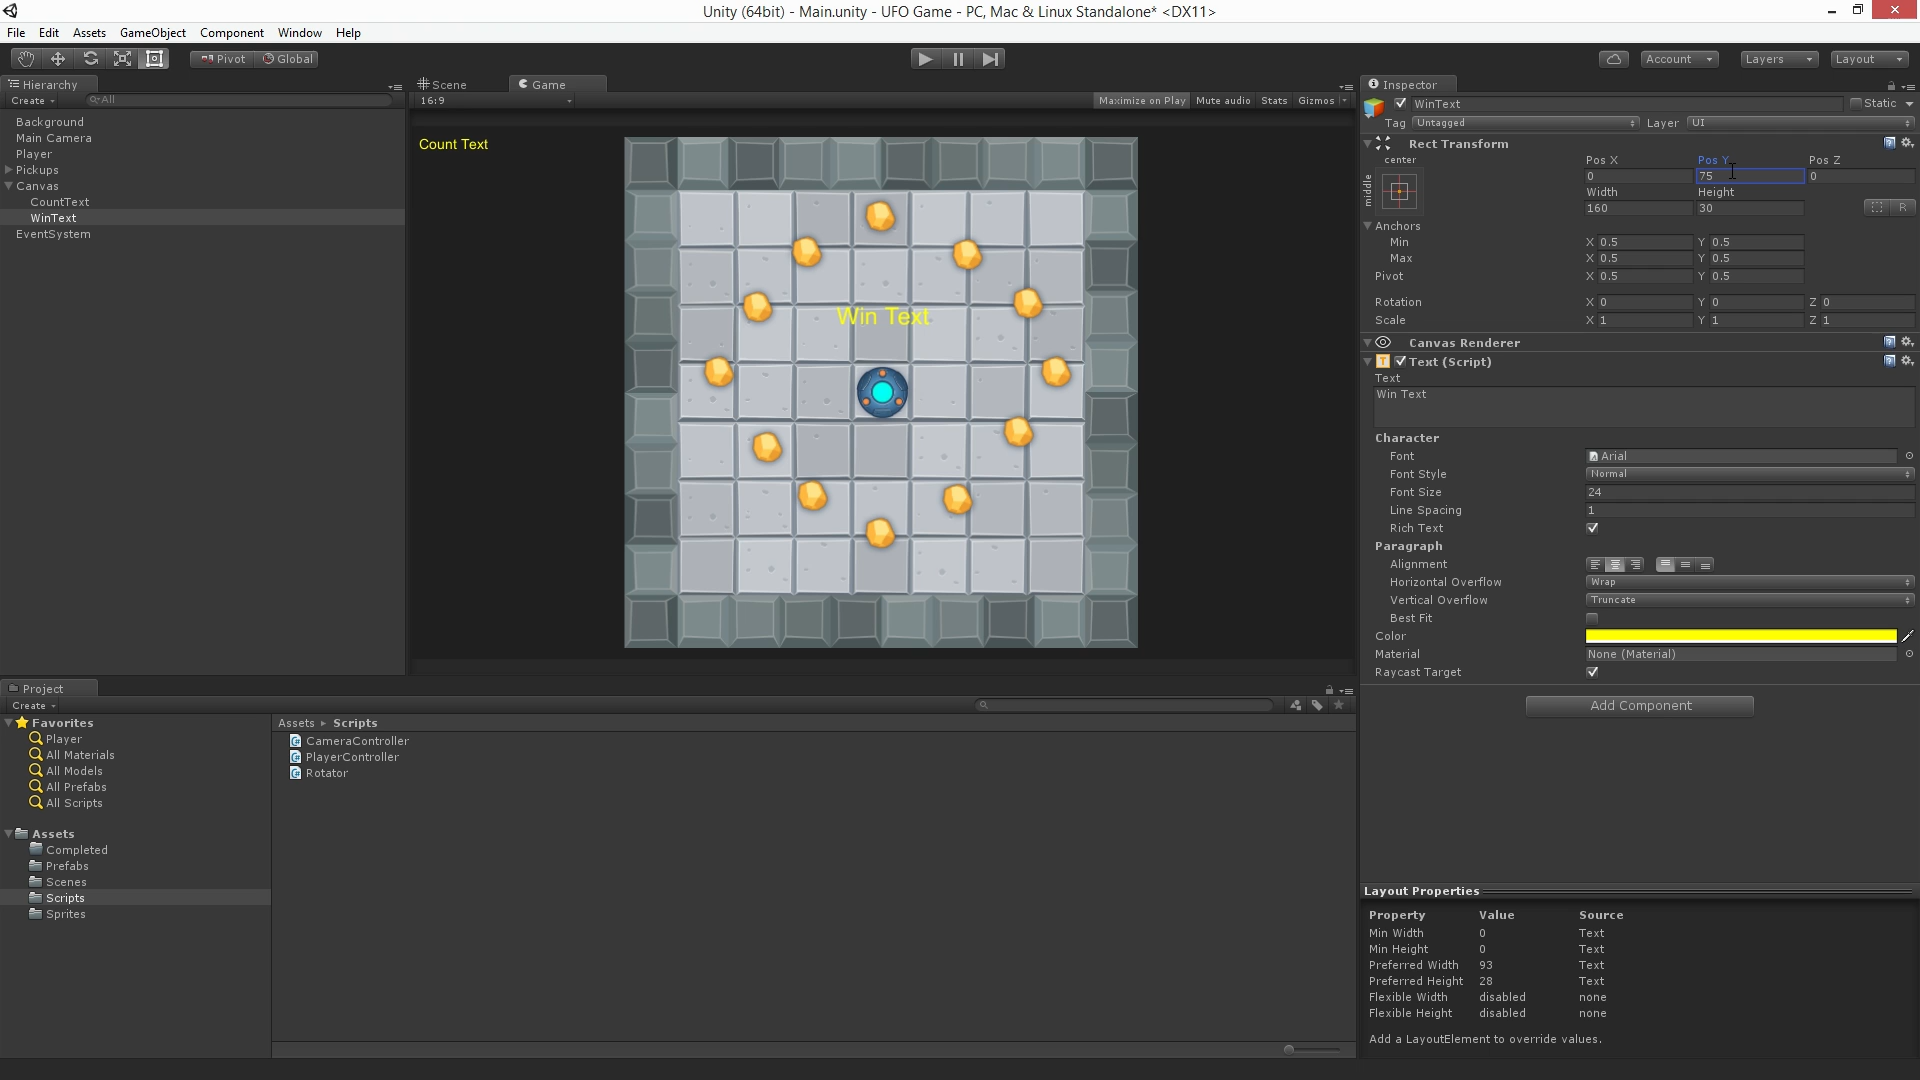 Unity (64bit) - Main.unity - UFO Game - PC, Mac & Linux Standalone* <DX11>
File Edit Assets GameObject Component Window Help
Pivot Global Account Layers Layout
Hierarchy
Create All
Background
Main Camera
Player
Pickups
Canvas
CountText
WinText
EventSystem
Scene Game
16:9 Maximize on Play Mute audio Stats Gizmos
Count Text
Win Text
Inspector
WinText Static
Tag Untagged Layer UI
Rect Transform
center
middle
Pos X Pos Y Pos Z
0 75 0
Width Height
160 30 R
Anchors
Min X 0.5 Y 0.5
Max X 0.5 Y 0.5
Pivot X 0.5 Y 0.5
Rotation X 0 Y 0 Z 0
Scale X 1 Y 1 Z 1
Canvas Renderer
T Text (Script)
Text
Win Text
Character
Font Arial
Font Style Normal
Font Size 24
Line Spacing 1
Rich Text
Paragraph
Alignment
Horizontal Overflow Wrap
Vertical Overflow Truncate
Best Fit
Color
Material None (Material)
Raycast Target
Add Component
Layout Properties
Property Value Source
Min Width 0 Text
Min Height 0 Text
Preferred Width 93 Text
Preferred Height 28 Text
Flexible Width disabled none
Flexible Height disabled none
Add a LayoutElement to override values.
Project
Create
Favorites
Player
All Materials
All Models
All Prefabs
All Scripts
Assets
Completed
Prefabs
Scenes
Scripts
Sprites
Assets Scripts
CameraController
PlayerController
Rotator